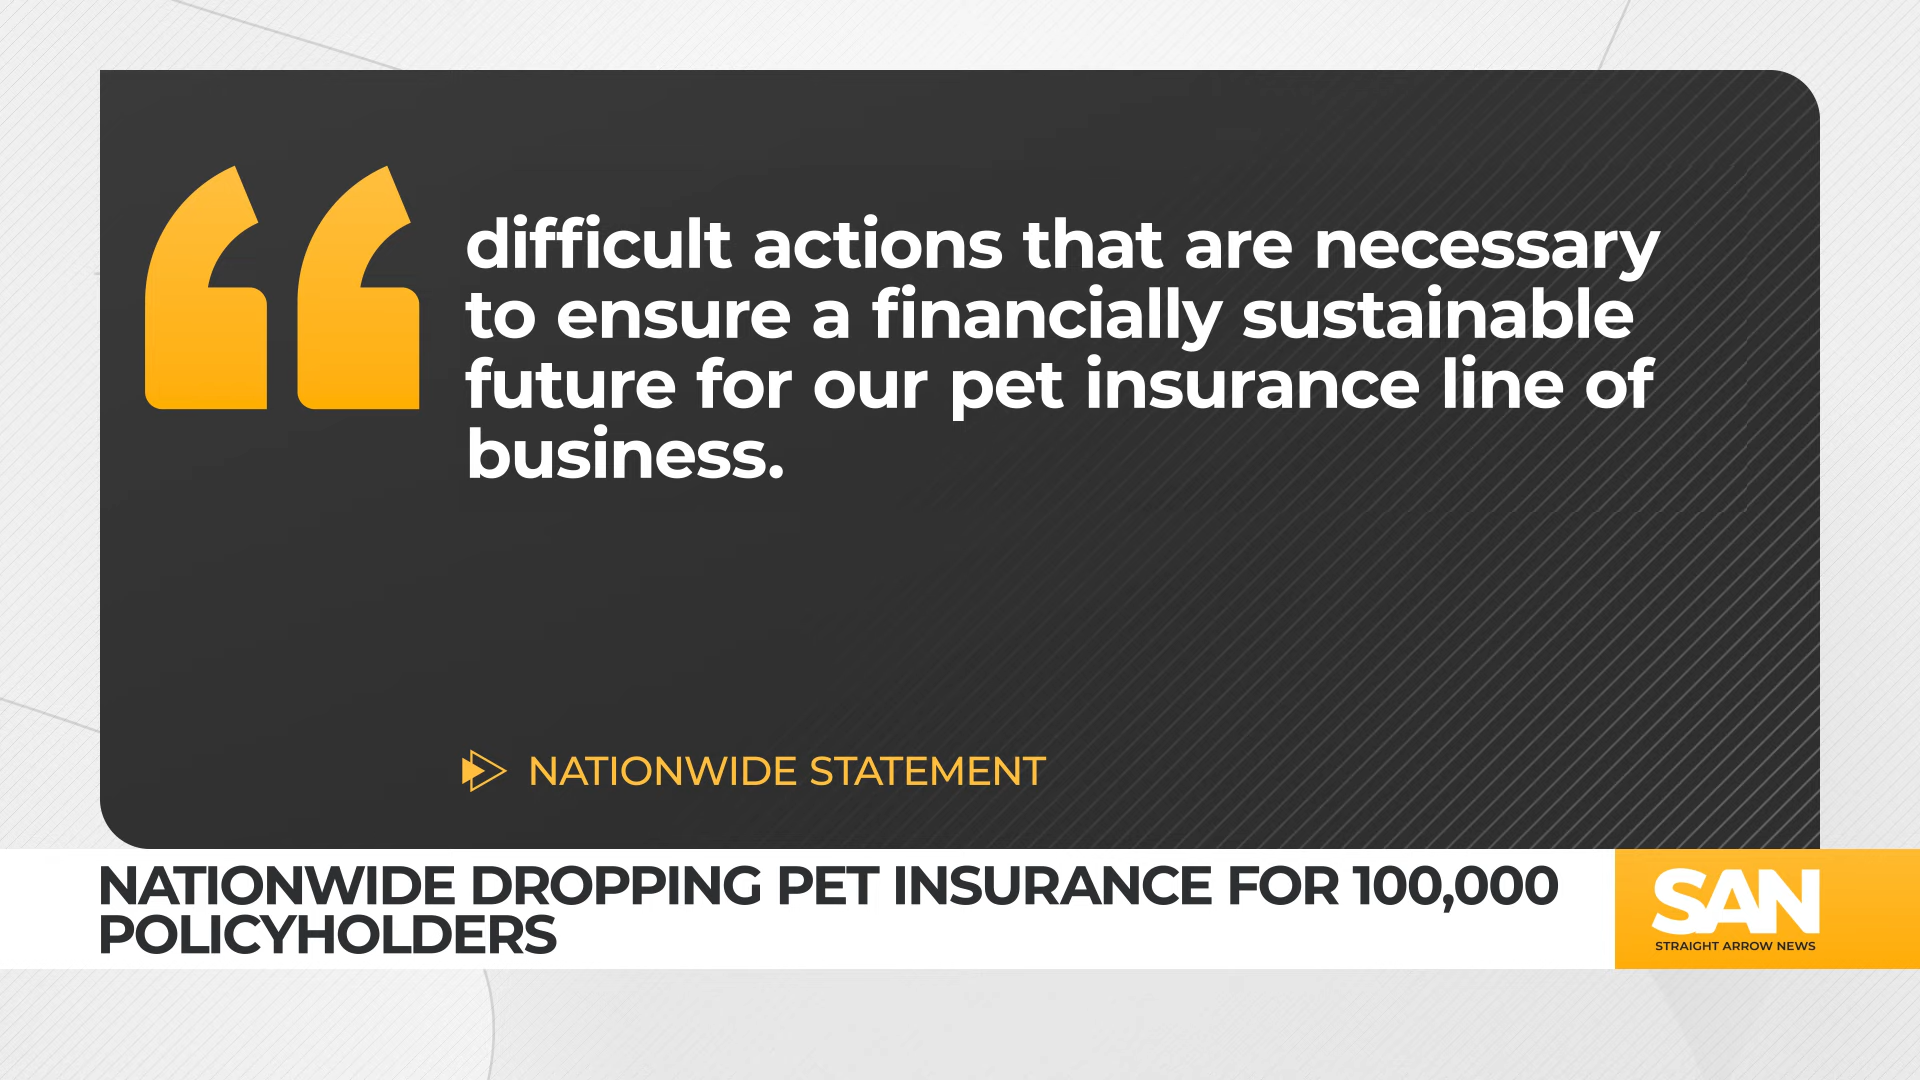 difficult actions that are necessary
to ensure a financially sustainable
future for our pet insurance line of
business.
NATIONWIDE STATEMENT
NATIONWIDE DROPPING PET INSURANCE FOR 100,000
POLICYHOLDERS
SAN
STRAIGHT ARROW NEWS